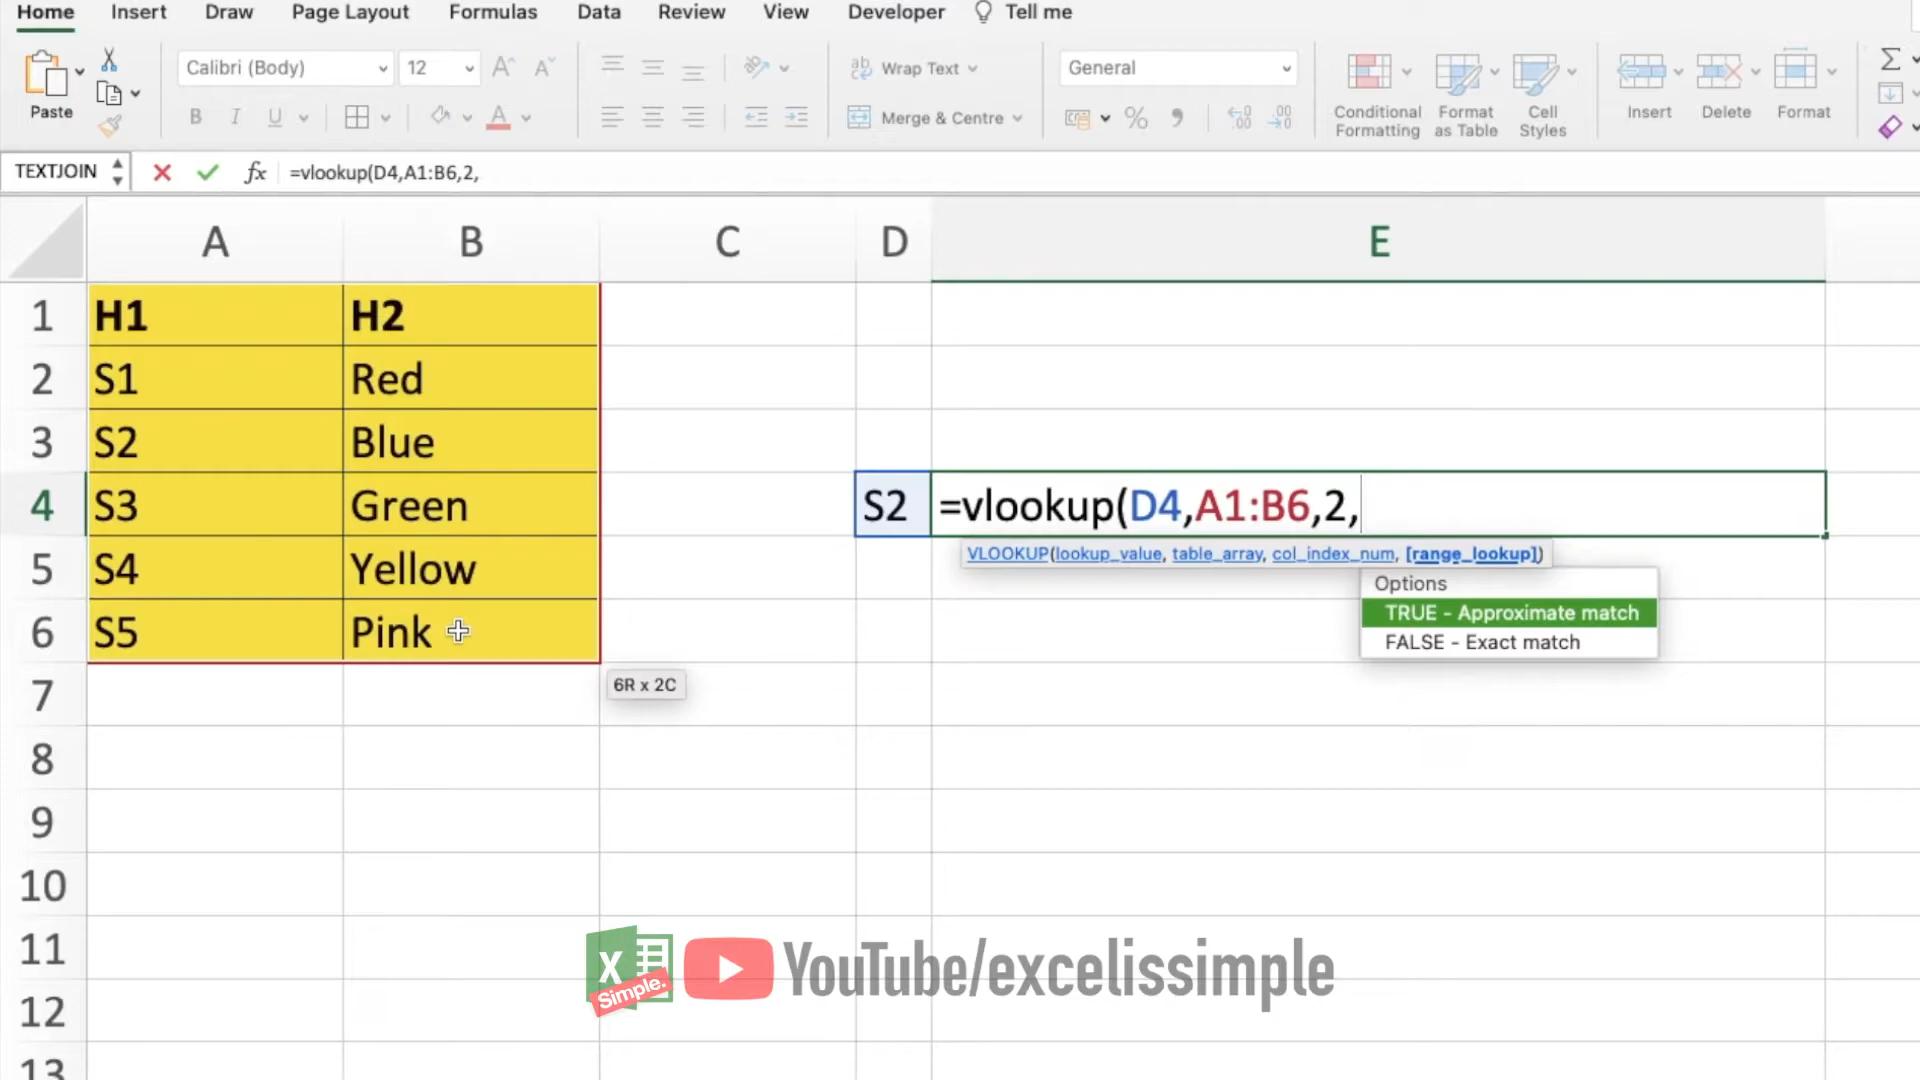 Home Insert Draw Page Layout Formulas Data Review View Developer Tell me
Calibri (Body) 12 Wrap Text General
Paste B I U Merge & Centre % Conditional Formatting Format as Table Cell Styles Insert Delete Format
TEXTJOIN fx =vlookup(D4,A1:B6,2,
A B C D E
1 H1 H2
2 S1 Red
3 S2 Blue
4 S3 Green S2 =vlookup(D4,A1:B6,2,
VLOOKUP(lookup_value, table_array, col_index_num, [range_lookup])
5 S4 Yellow
Options
TRUE - Approximate match
6 S5 Pink
FALSE - Exact match
7
6R x 2C
8
9
10
11
X Simple. YouTube/excelissimple
12
13